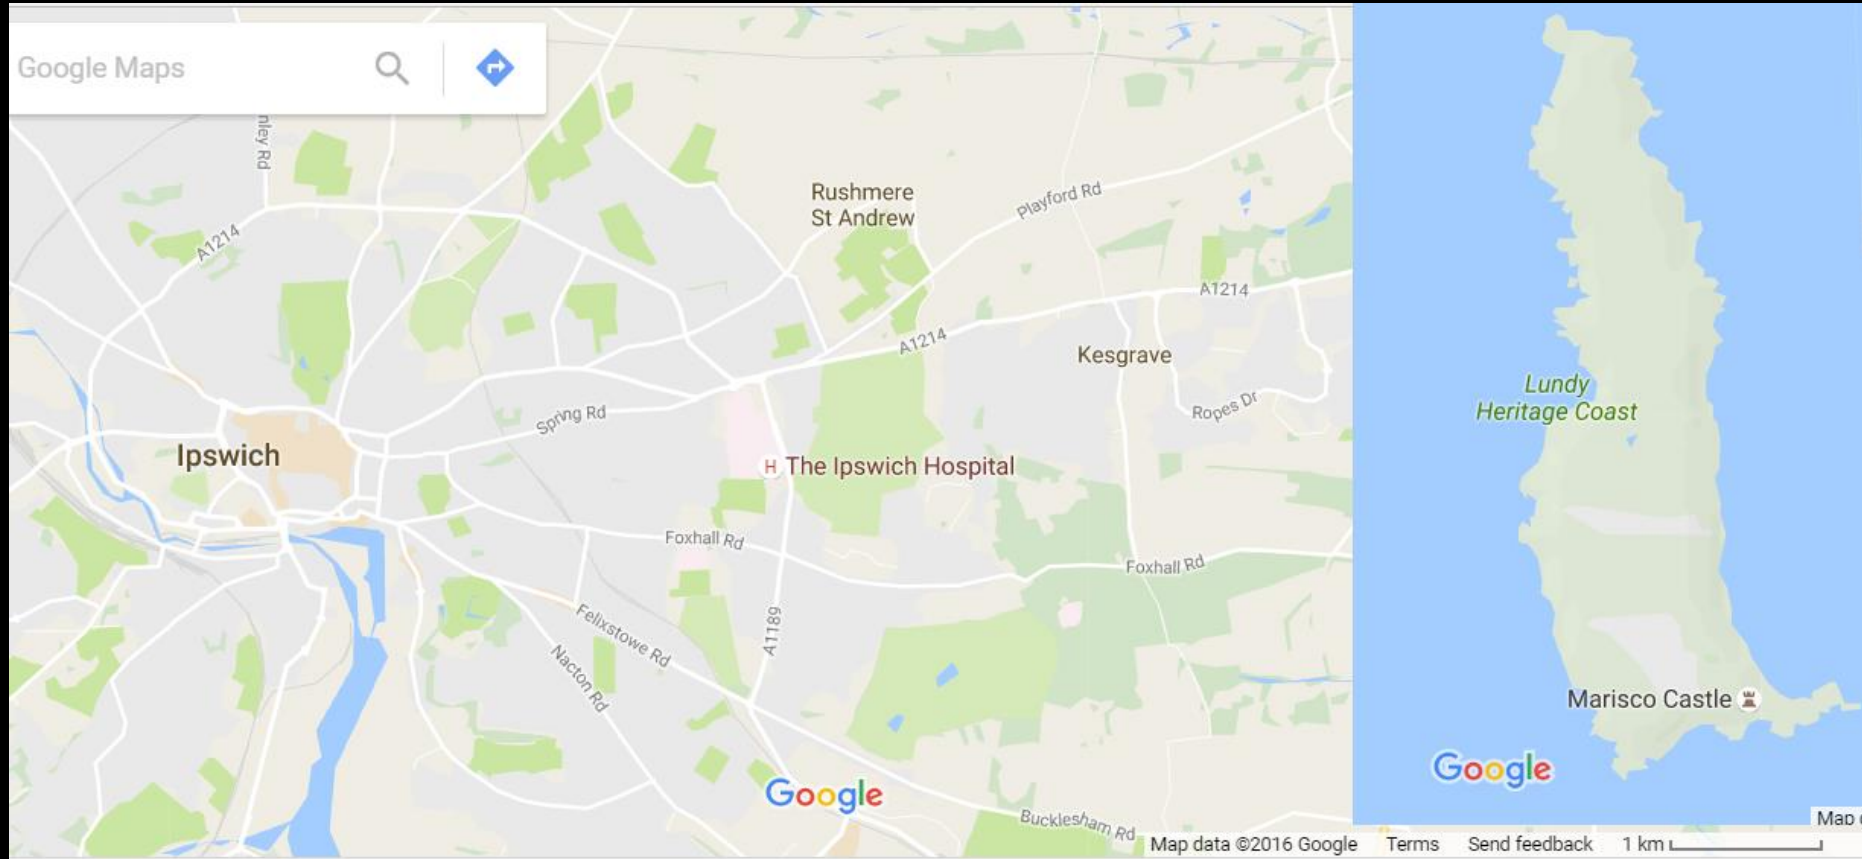 Google Maps
nley Rd
A1214
Rushmere
St Andrew
Playford Rd
A1214
A1214
Kesgrave
Ropes Dr
Spring Rd
Ipswich
H The Ipswich Hospital
Foxhall Rd
Foxhall Rd
A1189
Felixstowe Rd
Nacton Rd
Google
Bucklesham Rd
Lundy
Heritage Coast
Marisco Castle
Google
Map
Map data ©2016 Google Terms Send feedback 1 km